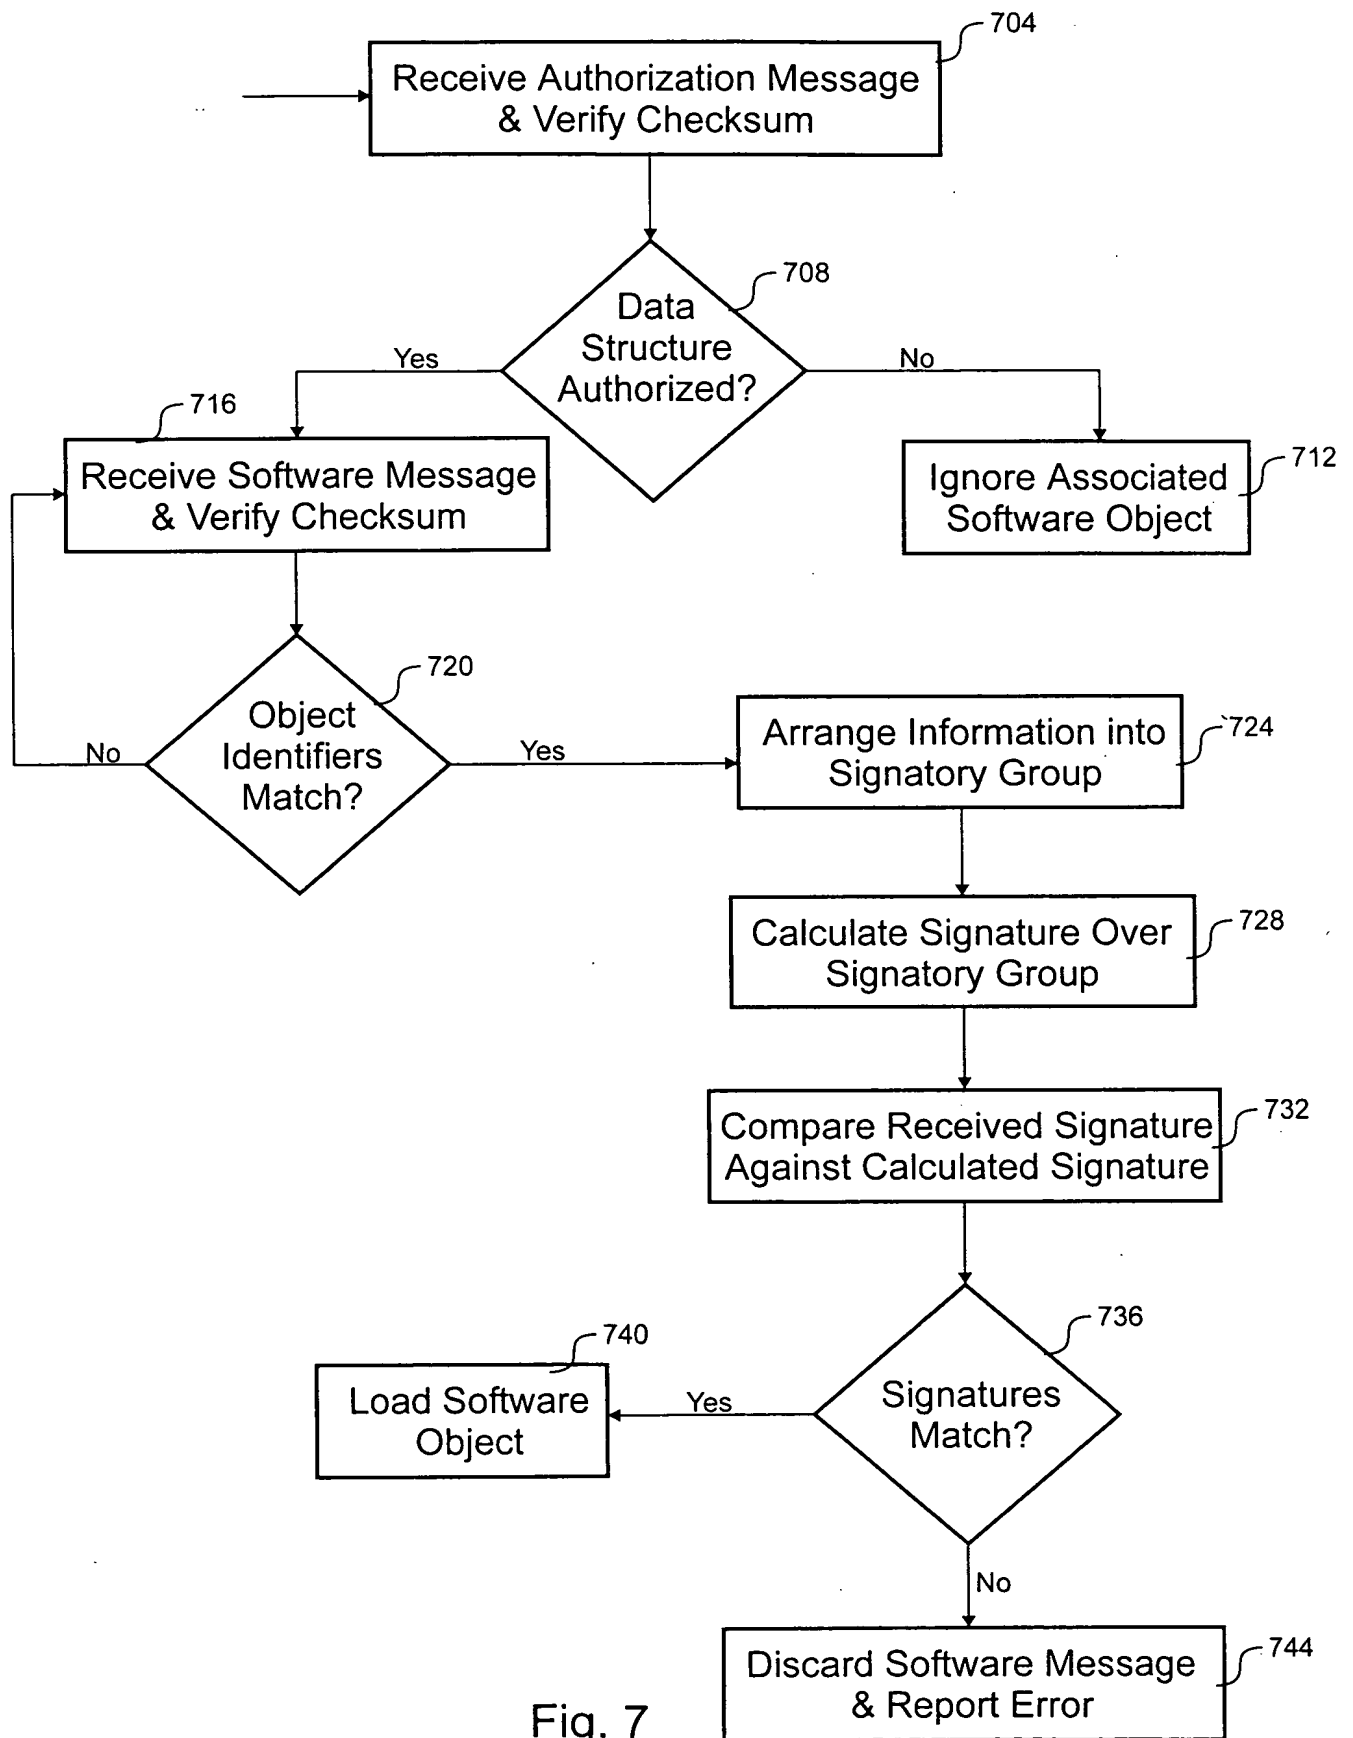 704
Receive Authorization Message
& Verify Checksum
708
Data
Structure
Authorized?
Yes
No
716
Receive Software Message
& Verify Checksum
712
Ignore Associated
Software Object
720
Object
Identifiers
Match?
No
Yes
724
Arrange Information into
Signatory Group
728
Calculate Signature Over
Signatory Group
732
Compare Received Signature
Against Calculated Signature
736
Signatures
Match?
740
Load Software
Object
Yes
No
744
Discard Software Message
& Report Error
Fig. 7